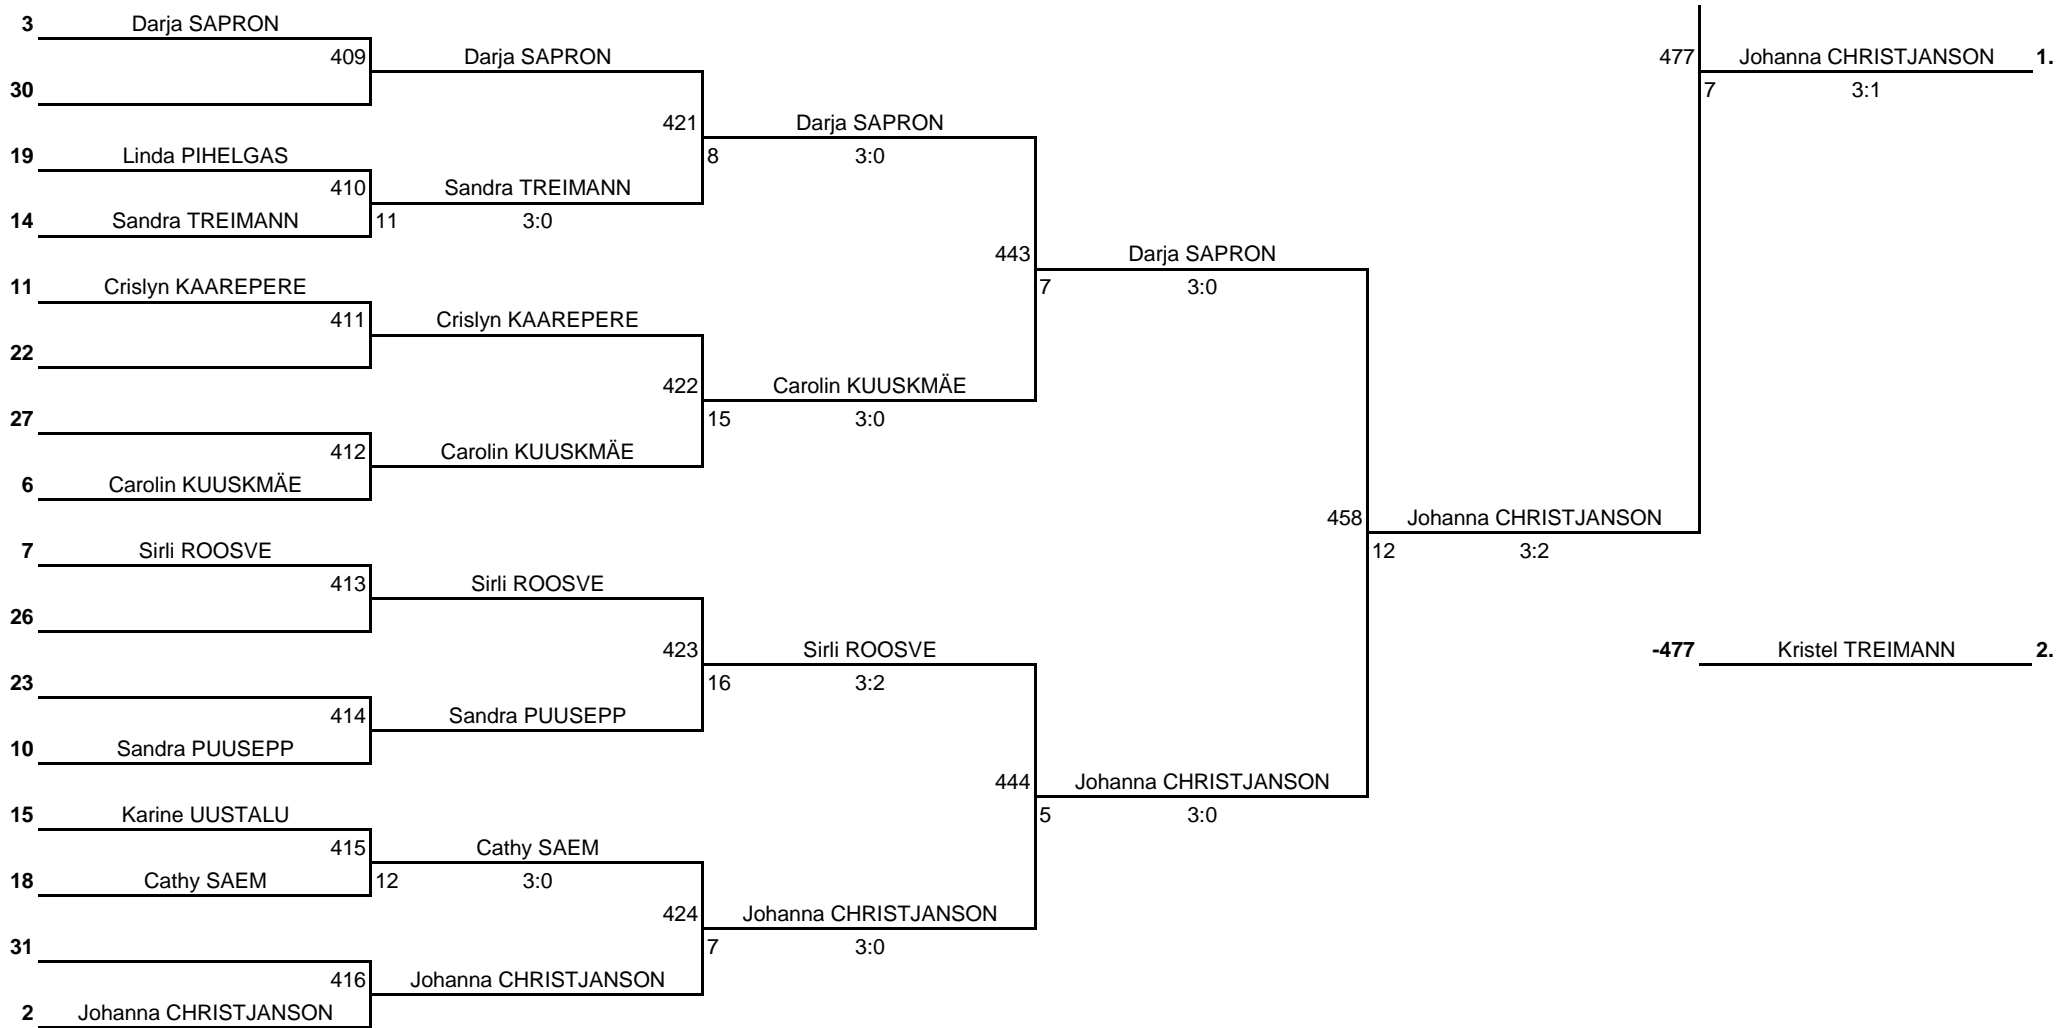 3 Darja SAPRON
409 Darja SAPRON 477 Johanna CHRISTJANSON 1.
30 7 3:1
421 Darja SAPRON
19 Linda PIHELGAS 8 3:0
410 Sandra TREIMANN
14 Sandra TREIMANN 11 3:0
443 Darja SAPRON
11 Crislyn KAAREPERE 7 3:0
411 Crislyn KAAREPERE
22
422 Carolin KUUSKMÄE
27 15 3:0
412 Carolin KUUSKMÄE
6 Carolin KUUSKMÄE
458 Johanna CHRISTJANSON
7 Sirli ROOSVE 12 3:2
413 Sirli ROOSVE
26
423 Sirli ROOSVE -477 Kristel TREIMANN 2.
23 16 3:2
414 Sandra PUUSEPP
10 Sandra PUUSEPP
444 Johanna CHRISTJANSON
15 Karine UUSTALU 5 3:0
415 Cathy SAEM
18 Cathy SAEM 12 3:0
424 Johanna CHRISTJANSON
31 7 3:0
416 Johanna CHRISTJANSON
2 Johanna CHRISTJANSON